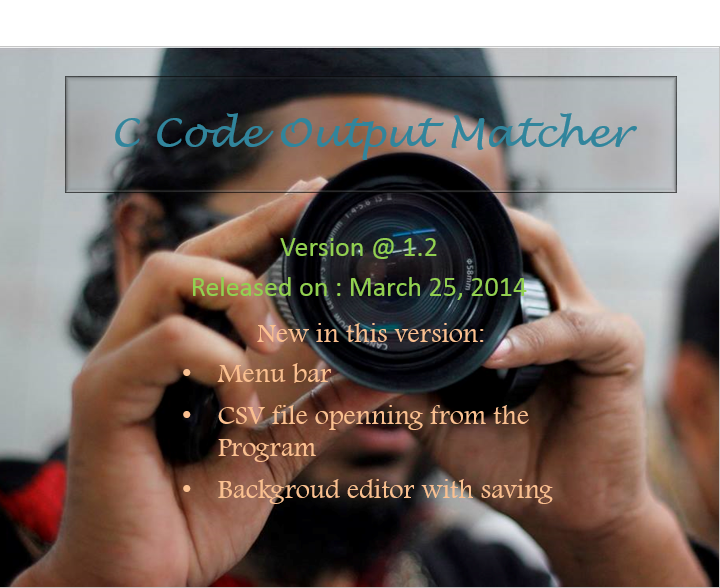 C Code Output Matcher
Version @ 1.2
Released on : March 25, 2014
New in this version:
• Menu bar
• CSV file openning from the
Program
• Backgroud editor with saving
Φ58mm